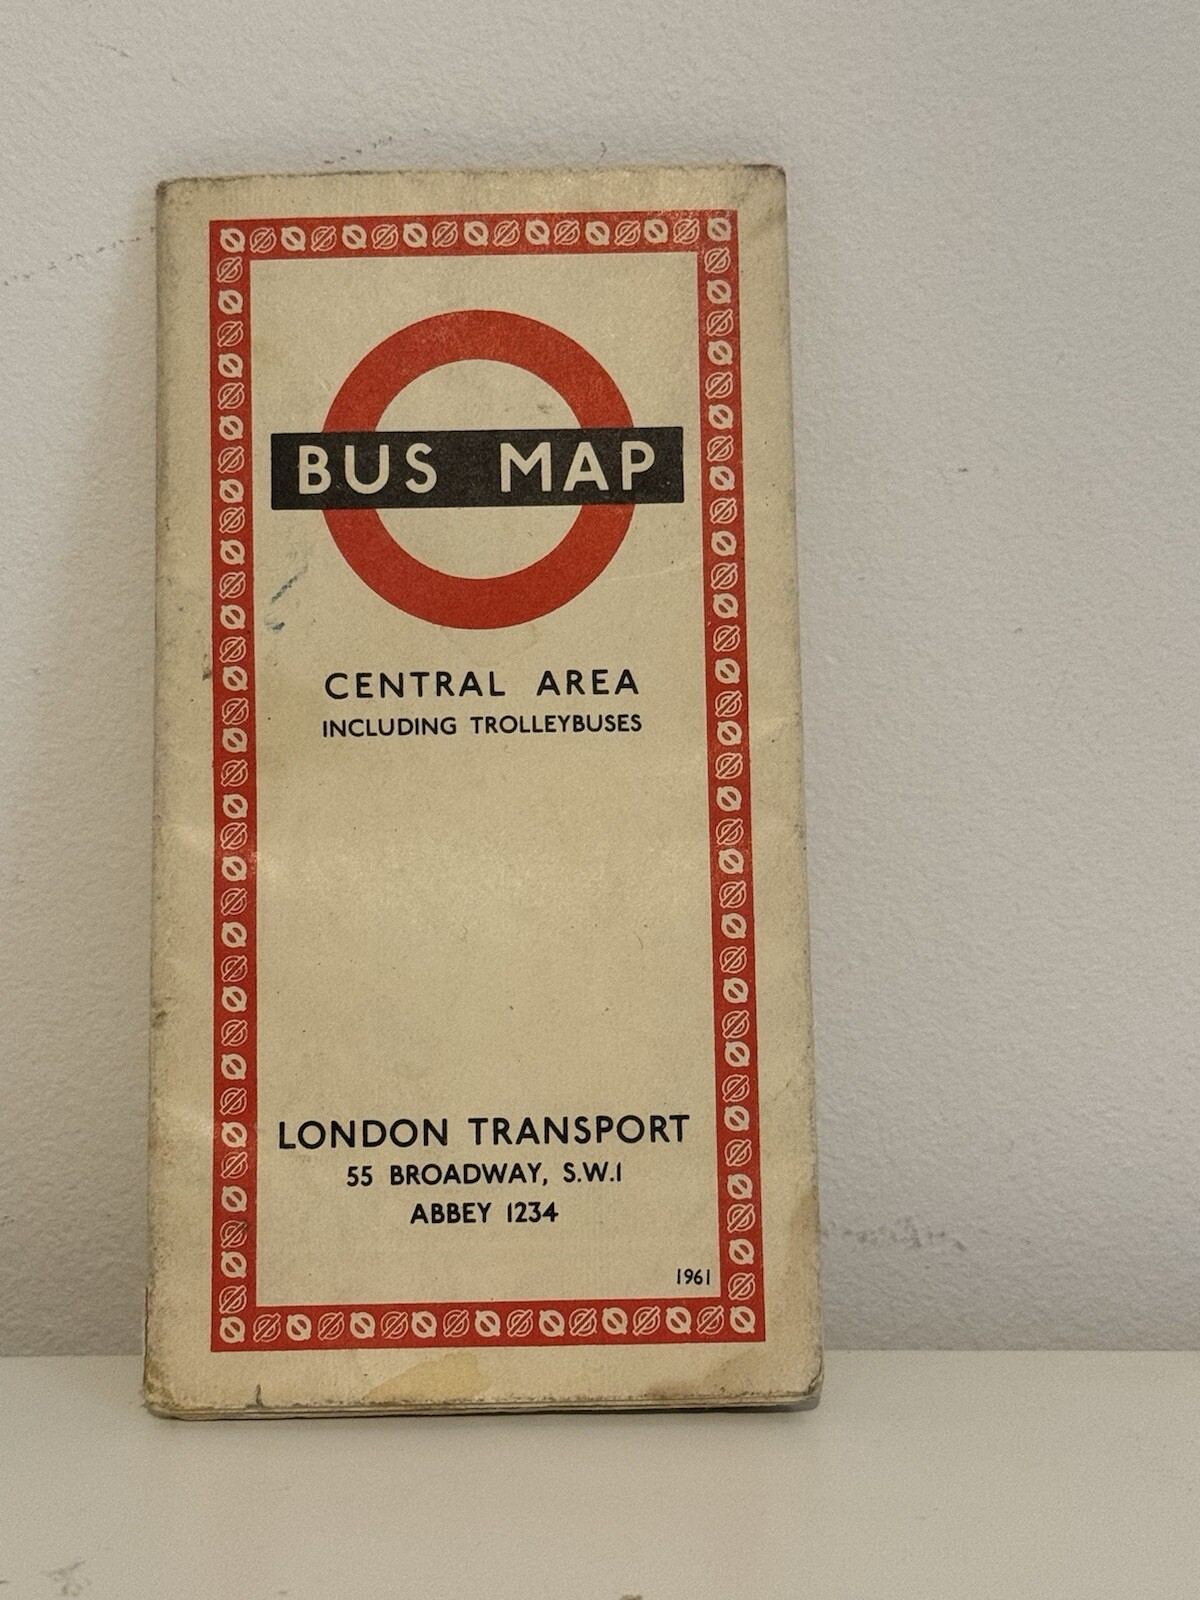 BUS MAP
CENTRAL AREA
INCLUDING TROLLEYBUSES
LONDON TRANSPORT
55 BROADWAY, S.W.1
ABBEY 1234
1961